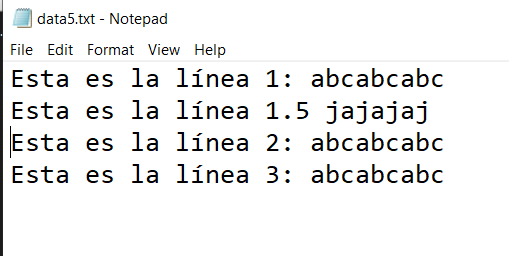 data5.txt - Notepad
File Edit Format View Help
Esta es la línea 1: abcabcabc
Esta es la línea 1.5 jajajaj
Esta es la línea 2: abcabcabc
Esta es la línea 3: abcabcabc